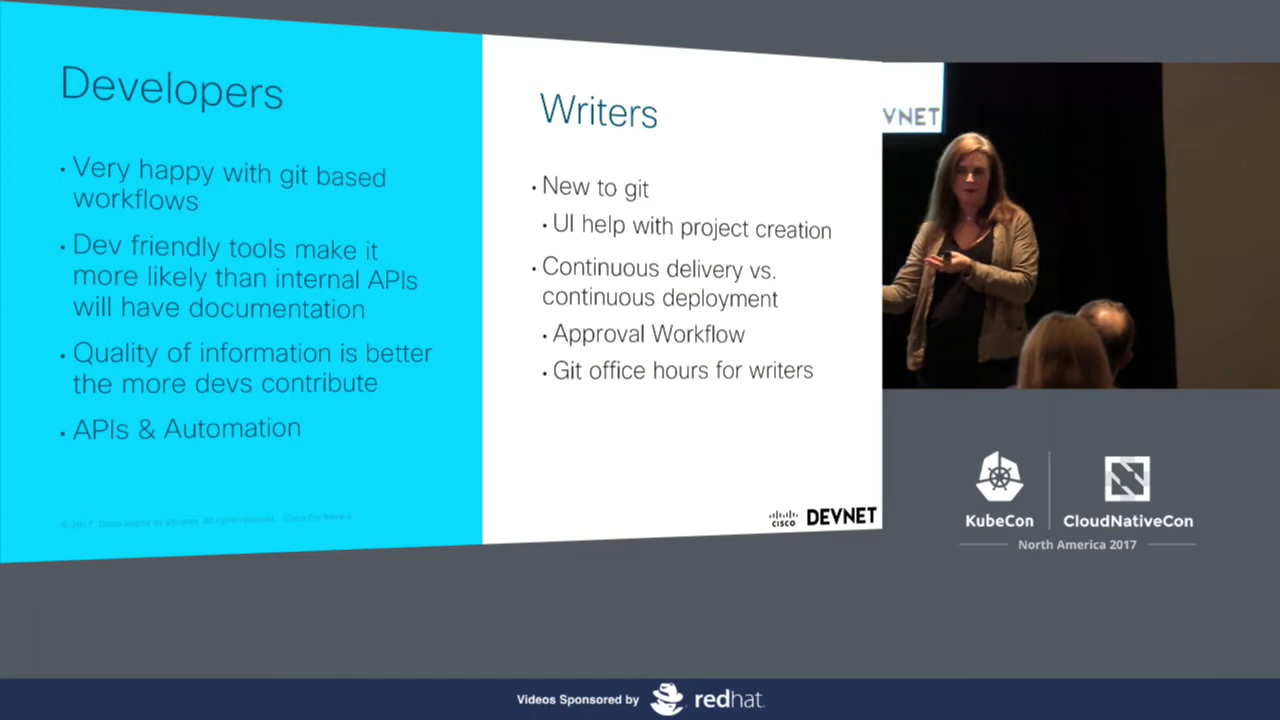 Developers
• Very happy with git based
workflows
• Dev friendly tools make it
more likely than internal APIs
will have documentation
• Quality of information is better
the more devs contribute
• APIs & Automation
Writers
• New to git
• UI help with project creation
• Continuous delivery vs.
continuous deployment
• Approval Workflow
• Git office hours for writers
cisco DEVNET
VNET
KubeCon
CloudNativeCon
North America 2017
Videos Sponsored by
redhat